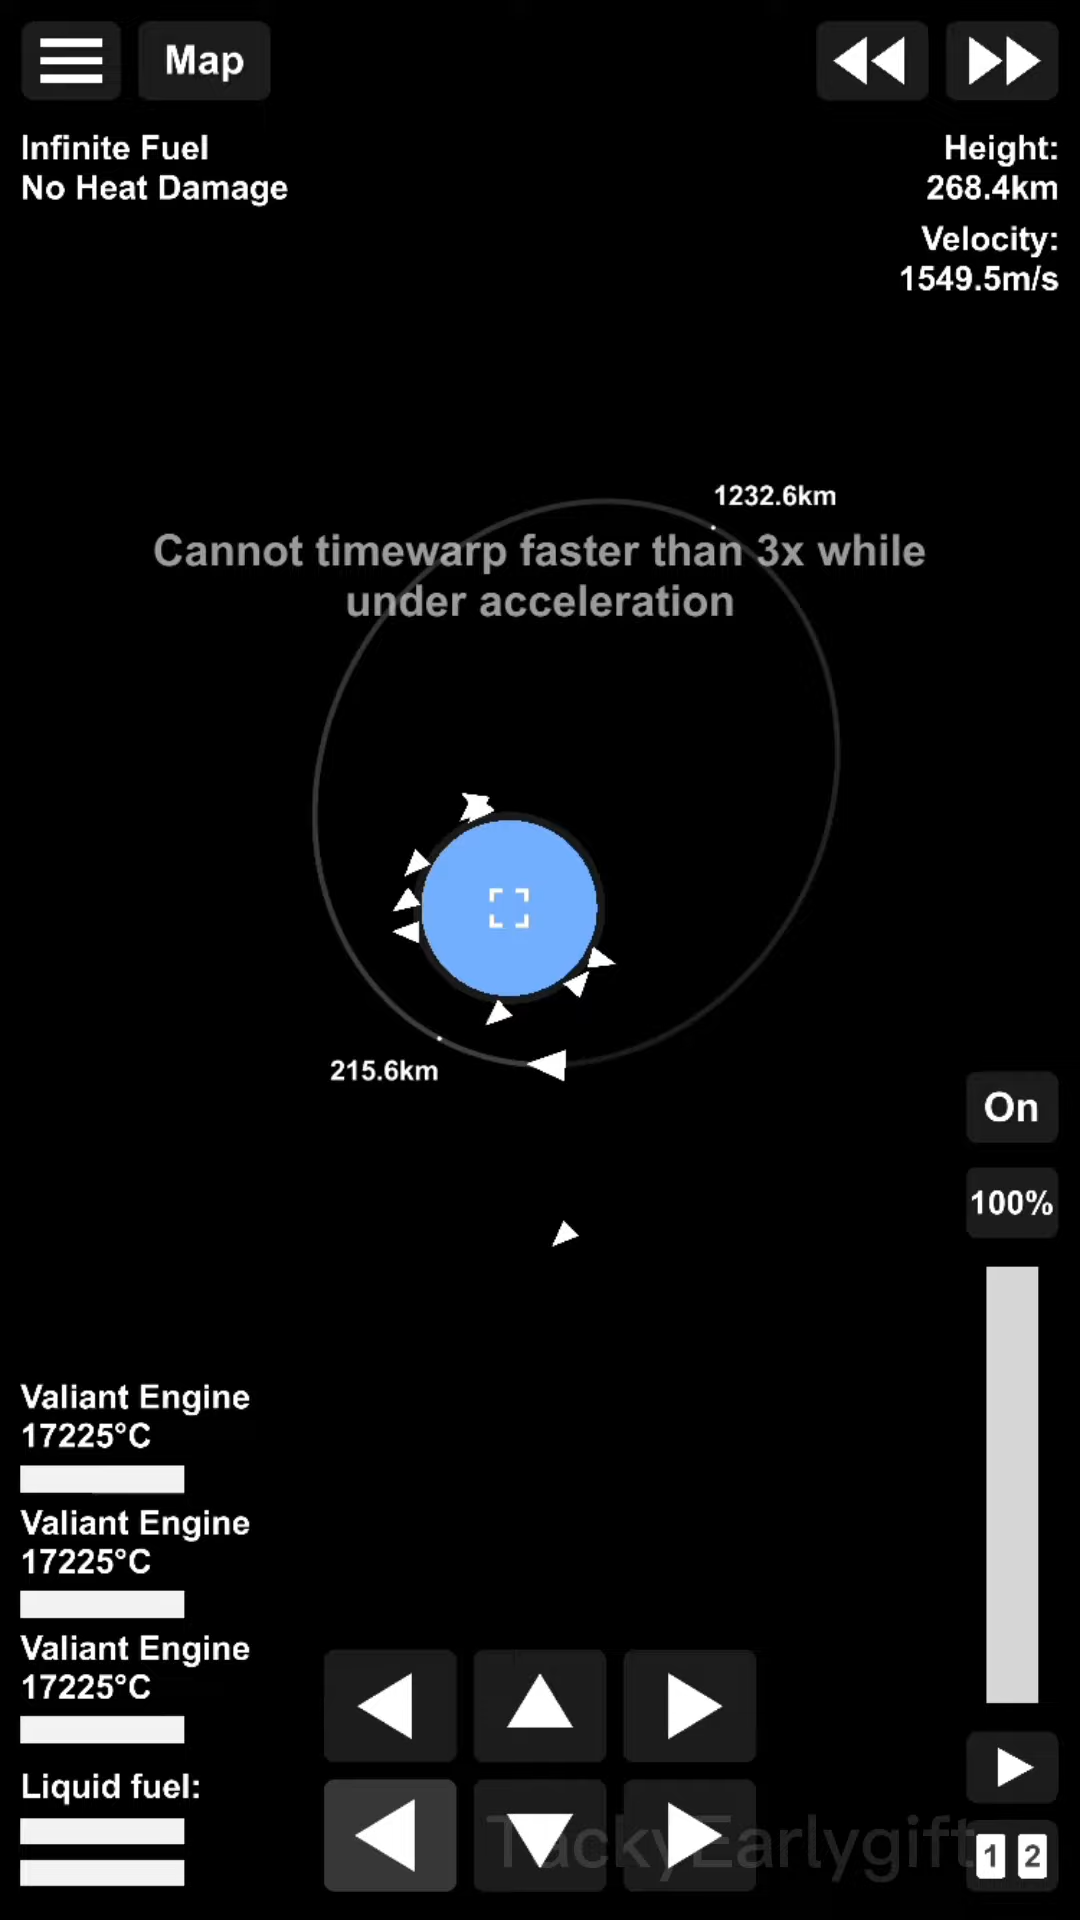 Map
Infinite Fuel
No Heat Damage
Height:
268.4km
Velocity:
1549.5m/s
1232.6km
Cannot timewarp faster than 3x while
under acceleration
215.6km
On
100%
Valiant Engine
17225°C
Valiant Engine
17225°C
Valiant Engine
17225°C
Liquid fuel:
TackyEarlygift
1 2